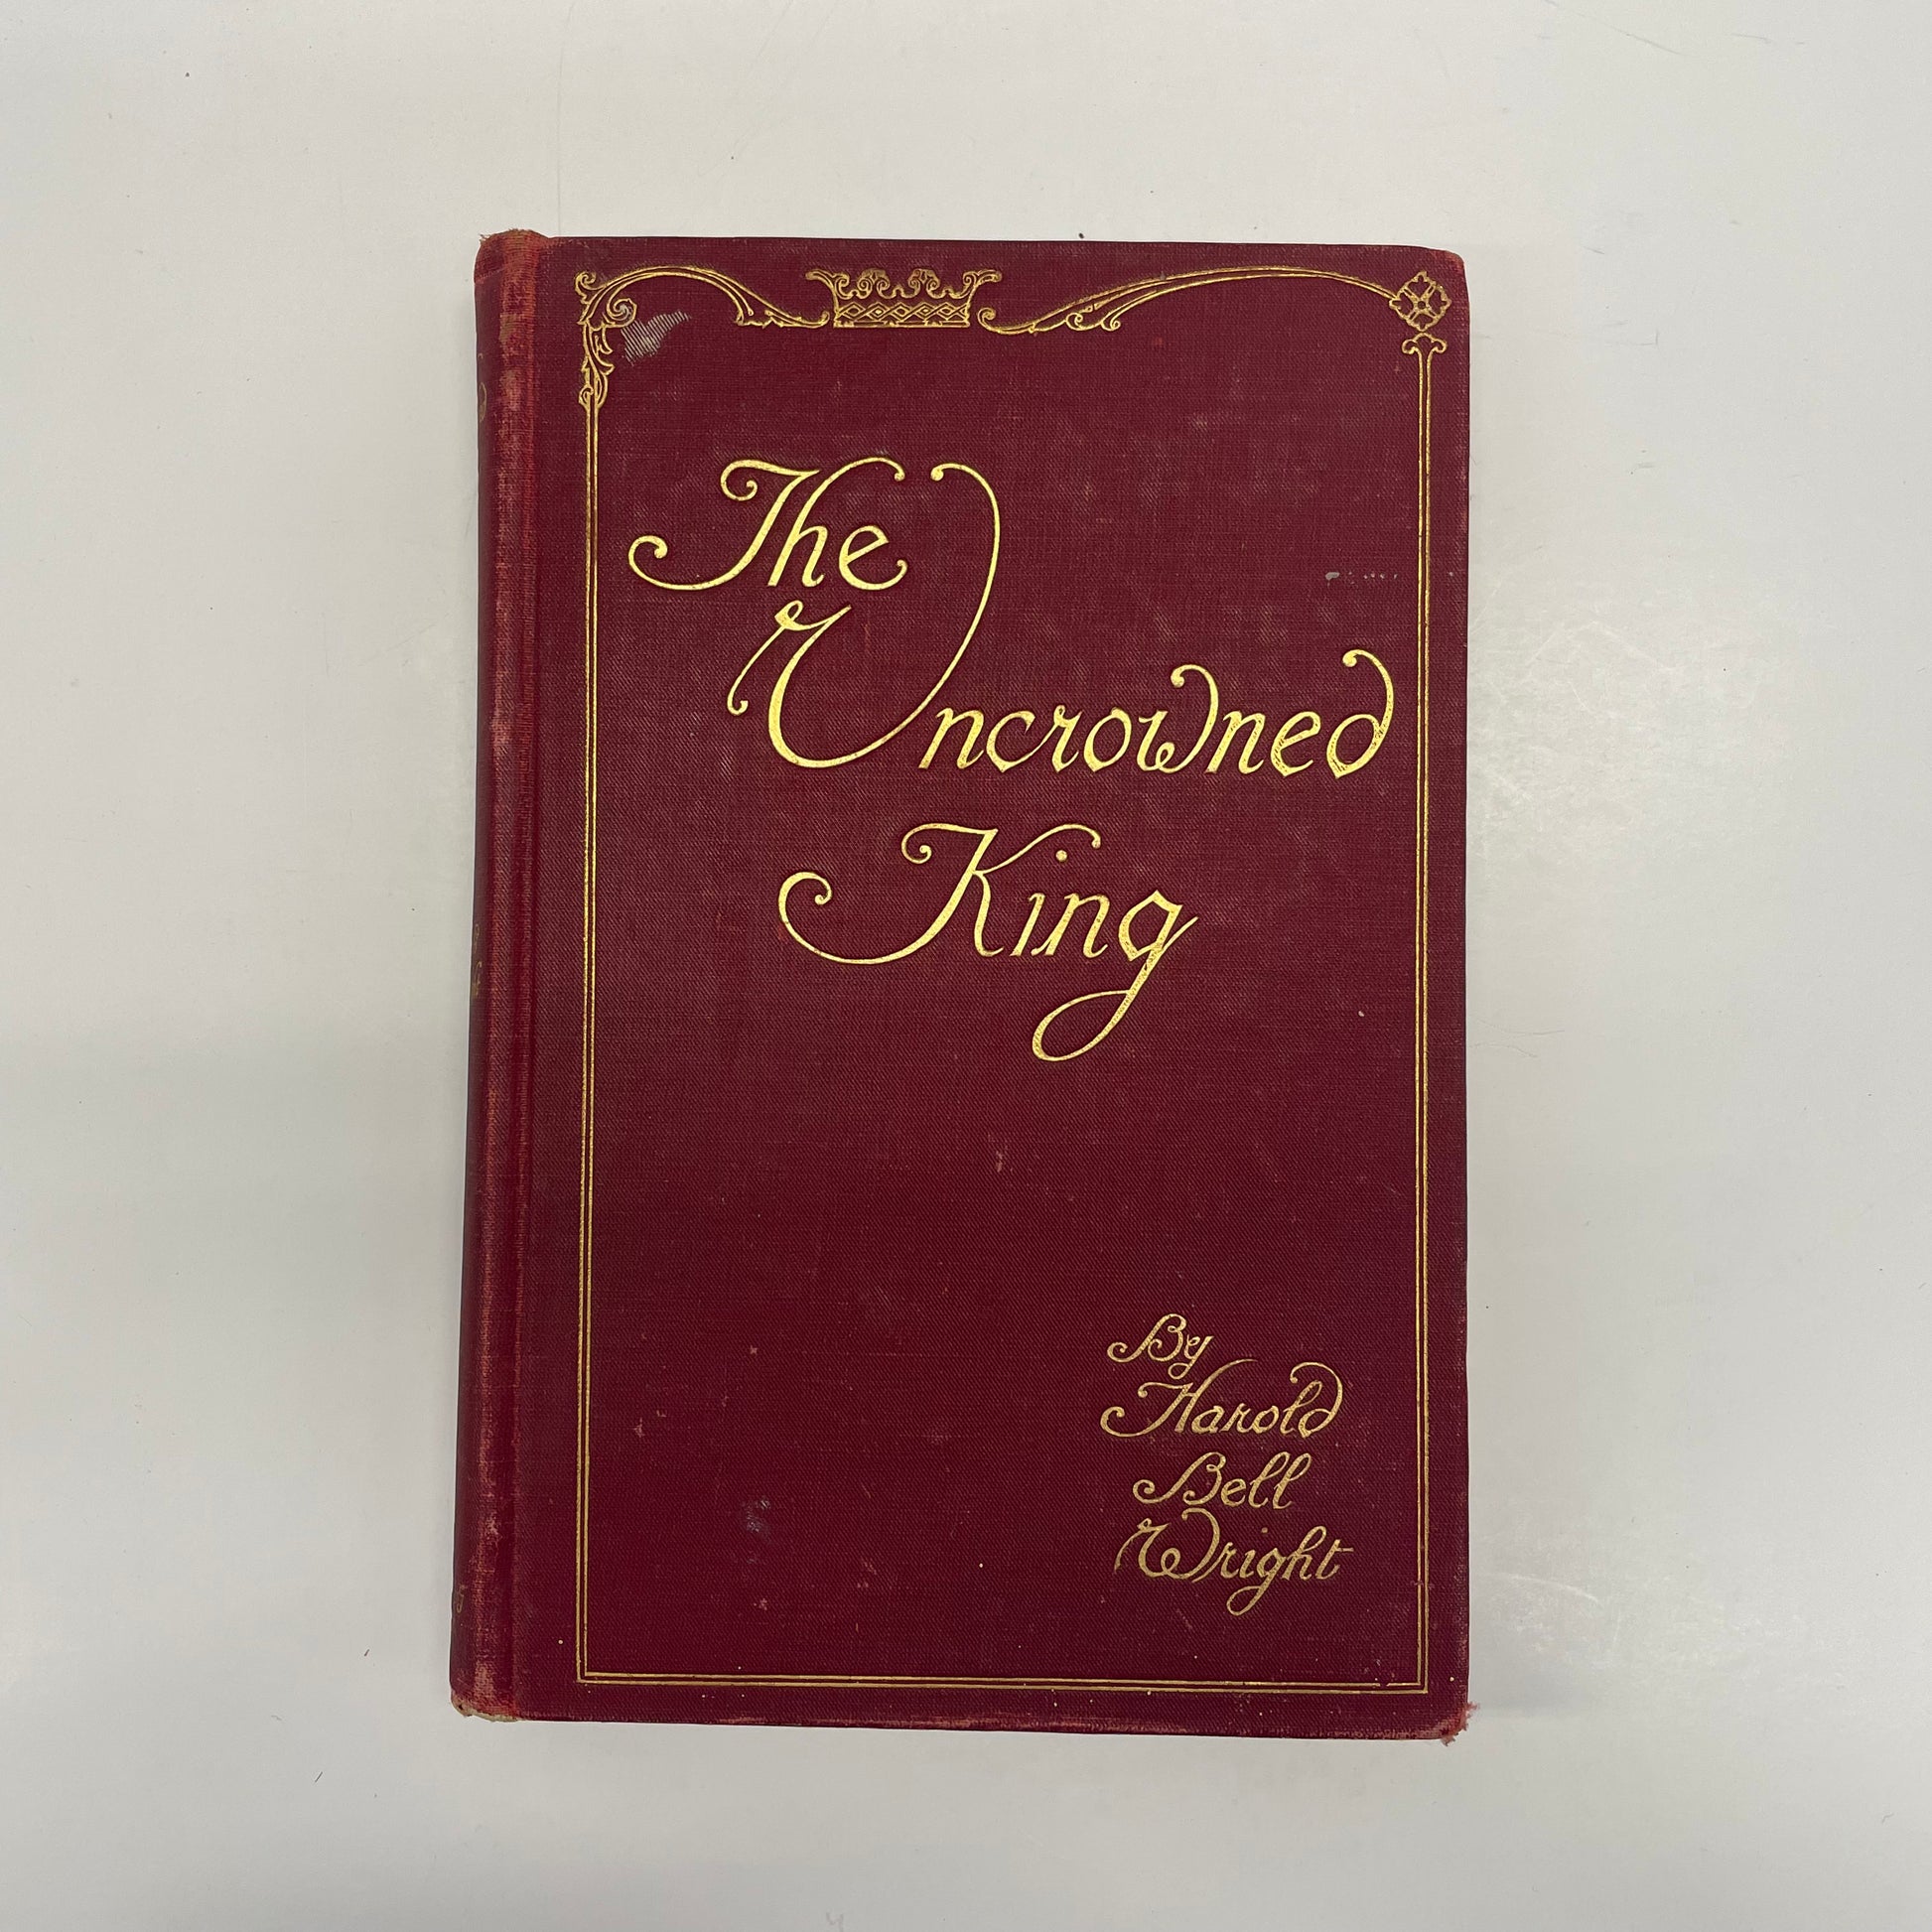 The
Uncrowned
King
By
Harold
Bell
Wright